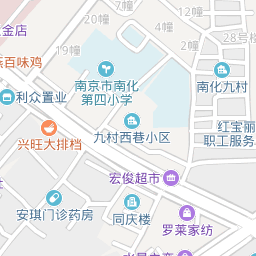 金店
19幢
7幢
2幢
28号
20幢
百味鸡
南京市南化
第四小学
南化九村
利众置业
兴旺大排档
九村西巷小区
红宝丽
职工服务
宏俊超市
安琪门诊药房
同庆楼
罗莱家纺